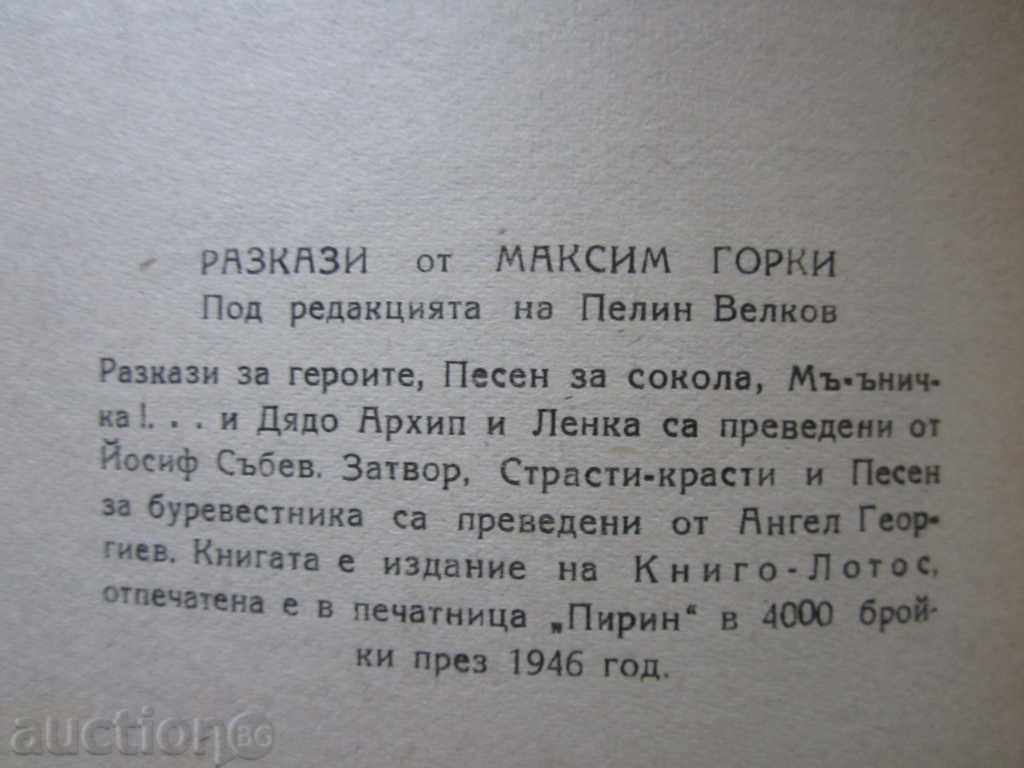 РАЗКАЗИ от МАКСИМ ГОРКИ
Под редакцията на Пелин Велков
Разкази за героите, Песен за сокола, Мъ-ънич-
ка!... и Дядо Архип и Ленка са преведени от
Йосиф Събев. Затвор, Страсти-красти и Песен
за буревестника са преведени от Ангел Геор-
гиев. Книгата е издание на Книго-Лотос,
отпечатена е в печатница „Пирин“ в 4000 брой-
ки през 1946 год.
auction BG